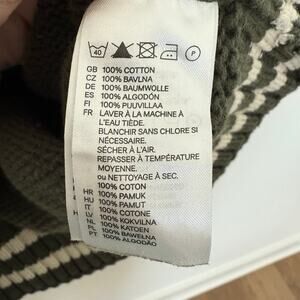 40 P
GB 100% COTTON
CZ 100% BAVLNA
DE 100% BAUMWOLLE
ES 100% ALGODÓN
FI 100% PUUVILLAA
FR LAVER À LA MACHINE À
L'EAU TIÈDE.
BLANCHIR SANS CHLORE SI
NÉCESSAIRE.
SÉCHER À L'AIR.
REPASSER À TEMPÉRATURE
MOYENNE.
ou NETTOYAGE À SEC.
100% COTON
HR 100% PAMUK
HU 100% PAMUT
IT 100% COTONE
LV 100% KOKVILNA
NL 100% KATOEN
PL 100% BAWEŁNA
PT 100% ALGODÃO